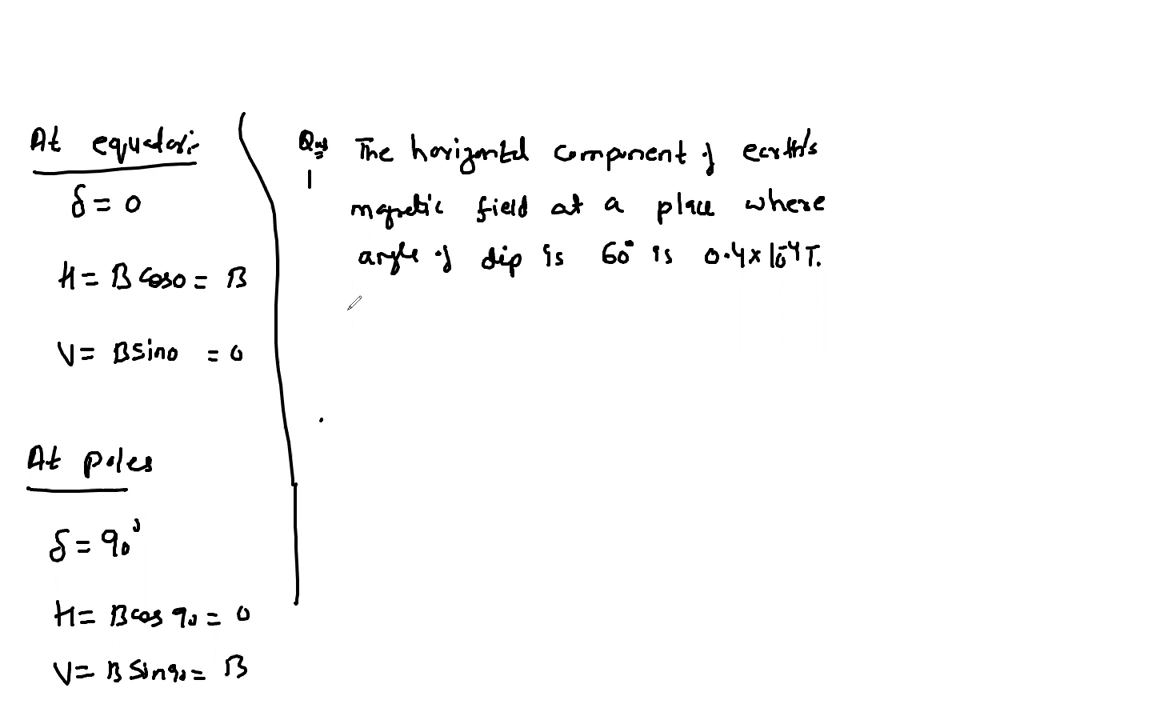 At equator:-
δ = 0
H = B cos0 = B
V = B sin0 = 0
At poles
δ = 90°
H = B cos 90 = 0
V = B Sin90 = B
Ques
1
The horizontal component of earth's
magnetic field at a place where
angle of dip is 60° is 0.4 x 10^-4 T.